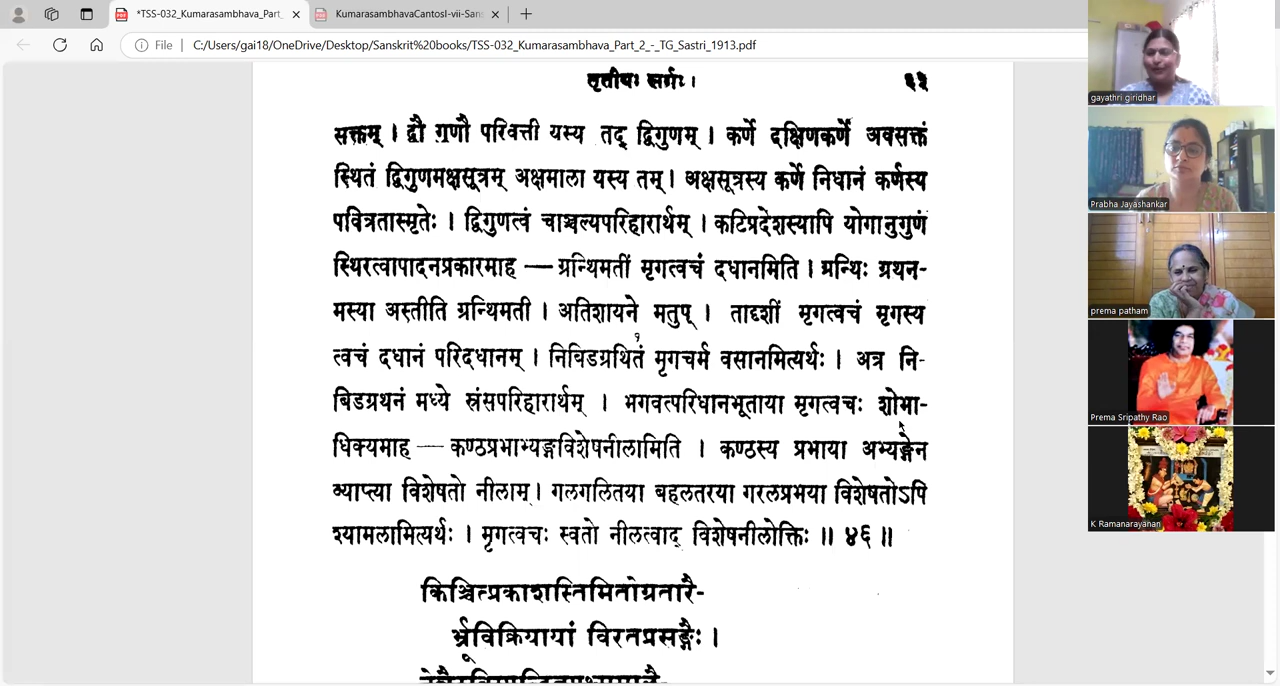 *TSS-032_Kumarasambhava_Part_
KumarasambhavaCantosI-vii-Sans
File
C:/Users/gai18/OneDrive/Desktop/Sanskrit%20books/TSS-032_Kumarasambhava_Part_2_-_TG_Sastri_1913.pdf
तृतीयः सर्गः ।
सक्तम् । द्वौ गणौ परिवत्ती यस्य तद् द्विगुणम् । कर्णे दक्षिणकर्णे अवसक्तं
स्थितं द्विगुणमक्षसूत्रम् अक्षमाला यस्य तम् । अक्षसूत्रस्य कर्णे निधानं कर्णस्य
पवित्रतास्मृतेः । द्विगुणत्वं चाञ्चल्यपरिहारार्थम् । कटिप्रदेशस्यापि योगानुगुणं
स्थिरत्वापादनप्रकारमाह — ग्रन्थिमतीं मृगत्वचं दधानमिति । ग्रन्थिः ग्रथन-
मस्या अस्तीति ग्रन्थिमती । अतिशायने मतुप् । तादृशीं मृगत्वचं मृगस्य
त्वचं दधानं परिदधानम् । निबिडग्रथितं मृगचर्म वसानमित्यर्थः । अत्र नि-
बिडग्रथनं मध्ये स्रंसपरिहारार्थम् । भगवत्परिधानभूताया मृगत्वचः शोभा-
धिक्यमाह — कण्ठप्रभाभ्यङ्गविशेषनीलामिति । कण्ठस्य प्रभाया अभ्यङ्गेन
व्याप्त्या विशेषतो नीलाम् । गलगलितया बहलतरया गरलप्रभया विशेषतोऽपि
श्यामलामित्यर्थः । मृगत्वचः स्वतो नीलत्वाद् विशेषनीलोक्तिः ॥ ४६ ॥
किञ्चित्प्रकाशस्तिमितोग्रतारै-
र्भ्रूविक्रियायां विरतप्रसङ्गैः ।
gayathri giridhar
Prabha Jayashankar
prema patham
Prema Sripathy Rao
K Ramanarayanan